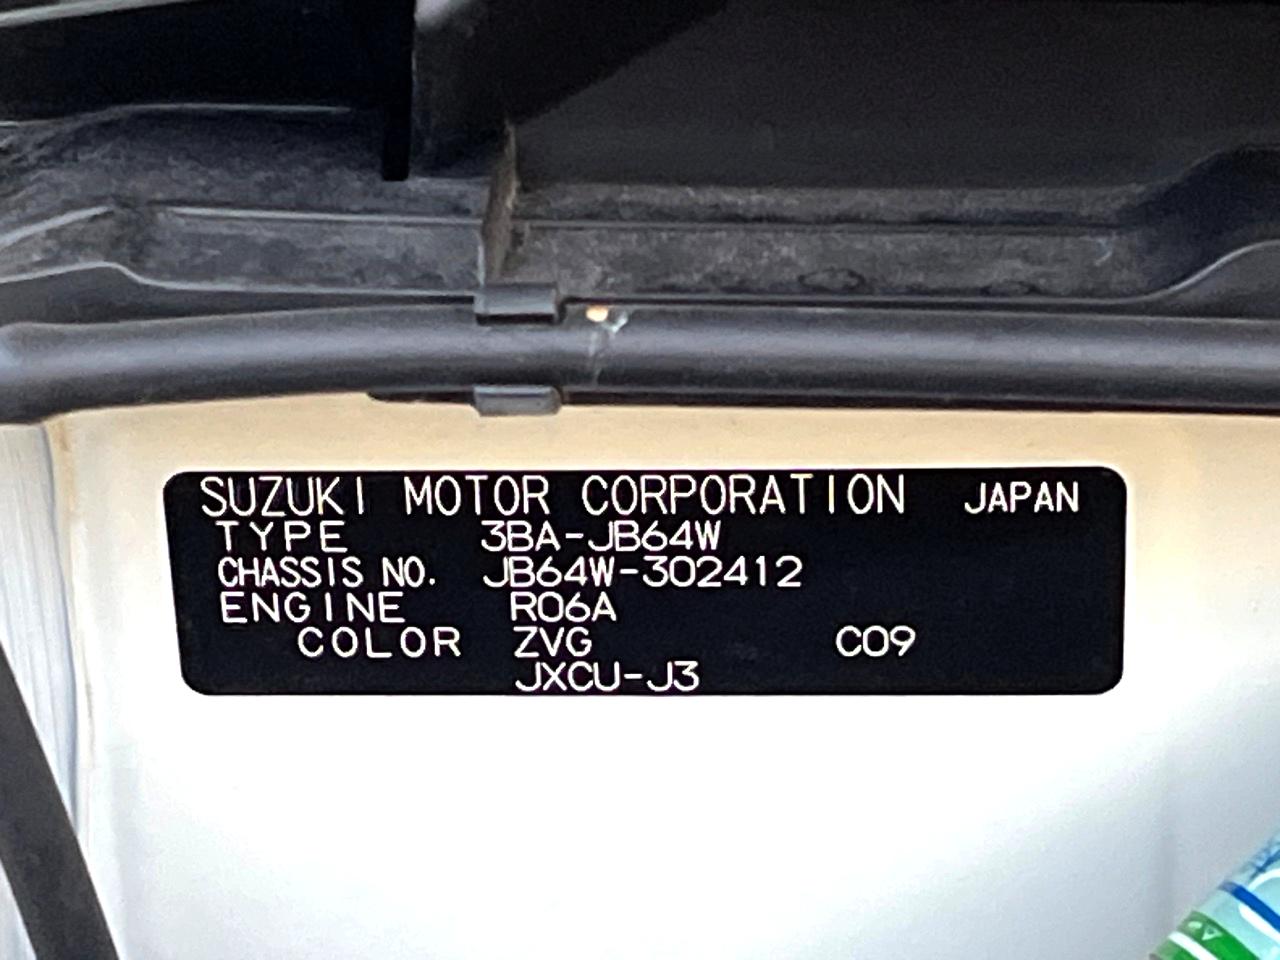 SUZUKI MOTOR CORPORATION JAPAN
TYPE 3BA-JB64W
CHASSIS NO. JB64W-302412
ENGINE R06A
COLOR ZVG C09
JXCU-J3